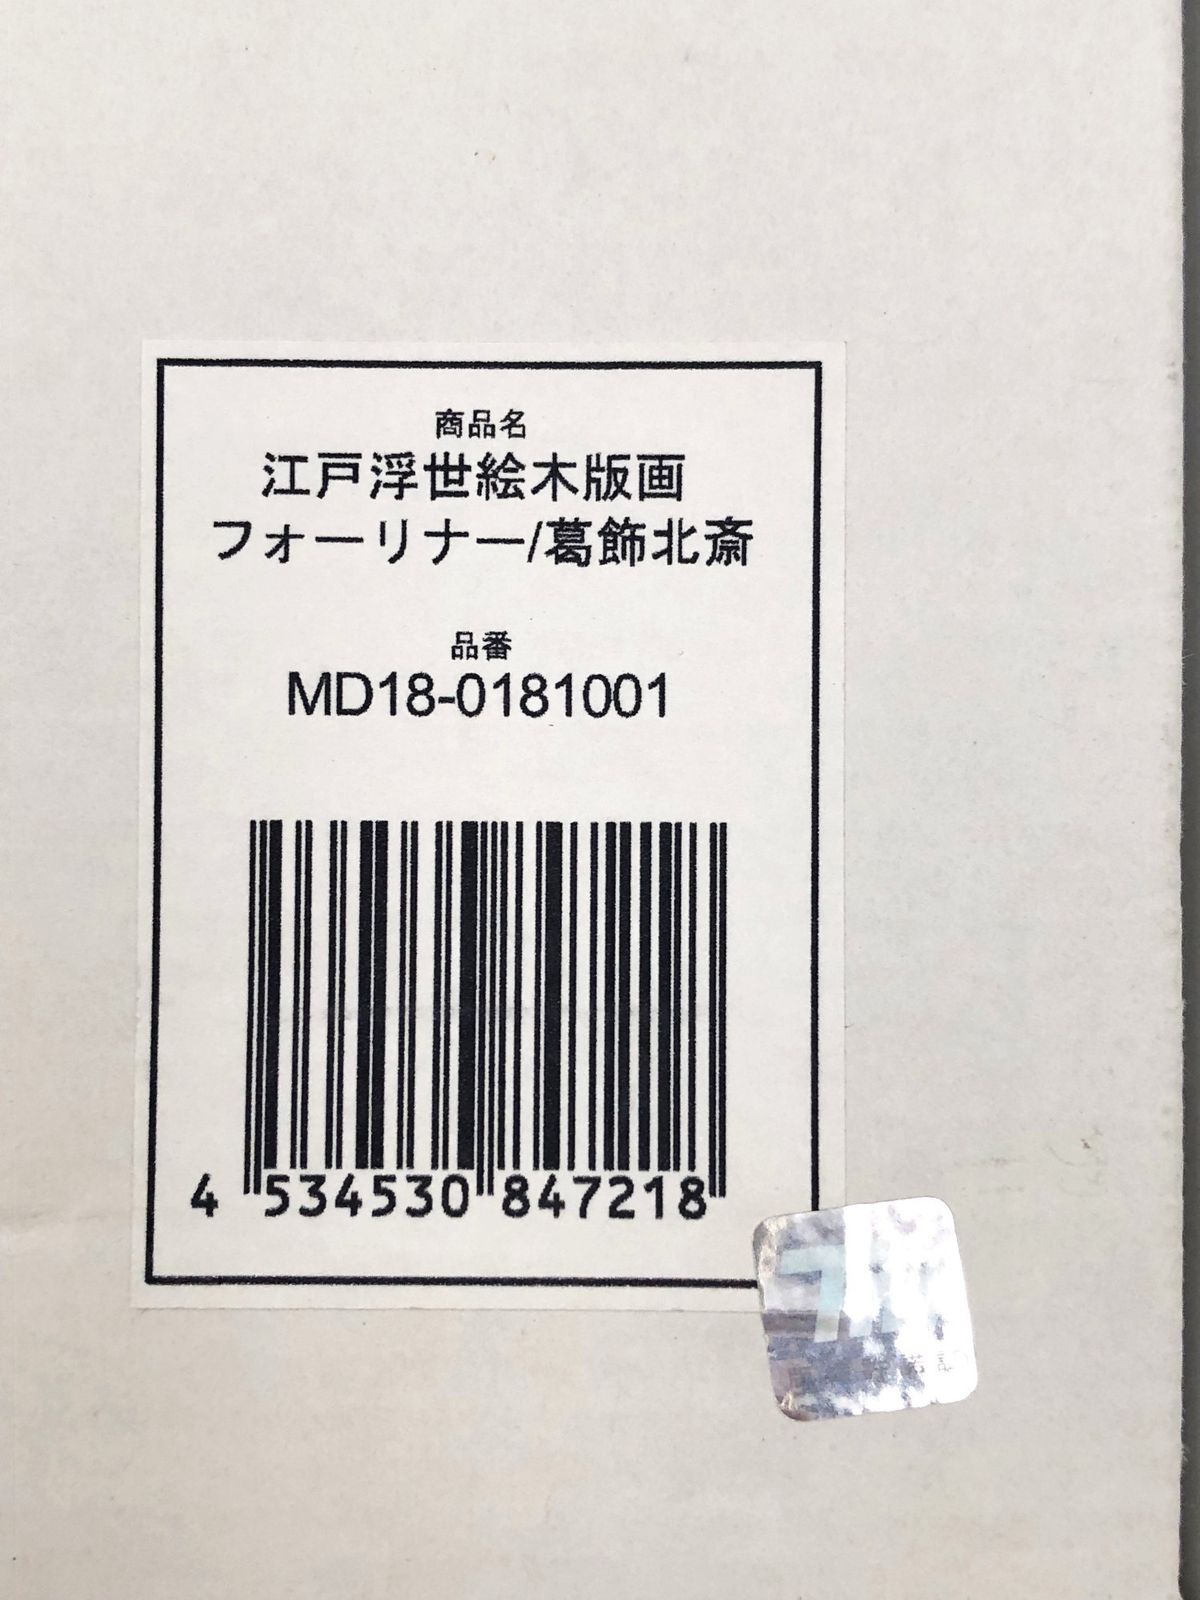 商品名
江戸浮世絵木版画
フォーリナー/葛飾北斎
品番
MD18-0181001
4 534530 847218